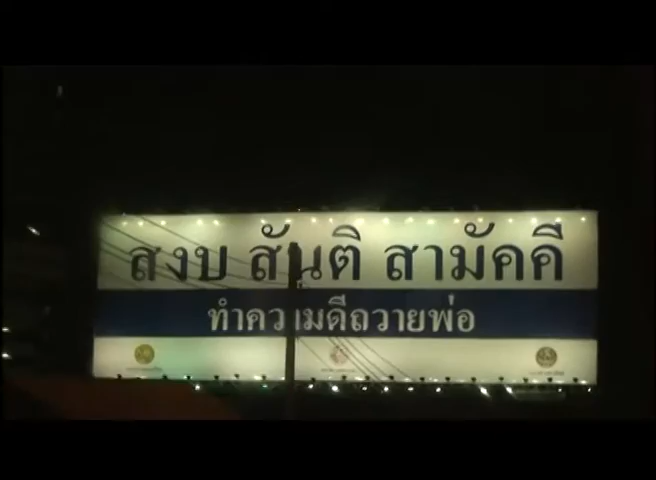 สงบ สันติ สามัคคี
ทำความดีถวายพ่อ